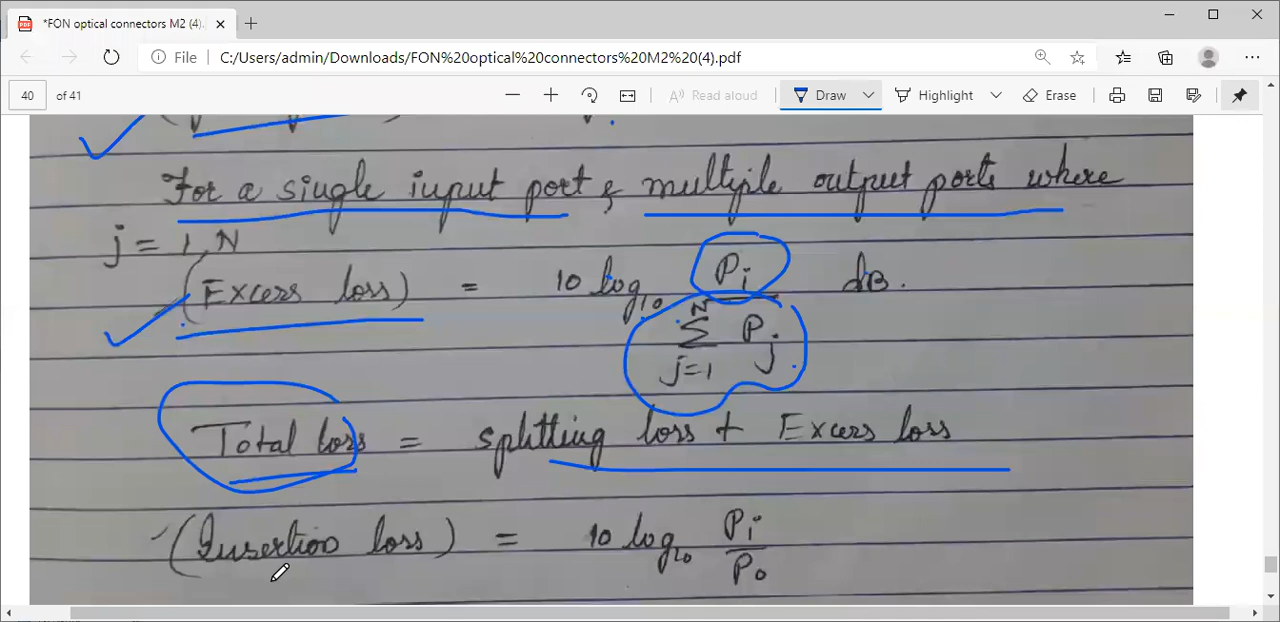 *FON optical connectors M2 (4).
File C:/Users/admin/Downloads/FON%20optical%20connectors%20M2%20(4).pdf
40 of 41 Read aloud Draw Highlight Erase
For a single input port & multiple output ports where
j = 1, N
(Excess loss) = 10 log₁₀ Pi / Σ N j=1 Pj dB.
Total loss = splitting loss + Excess loss
(Insertion loss) = 10 log₁₀ Pi / Po